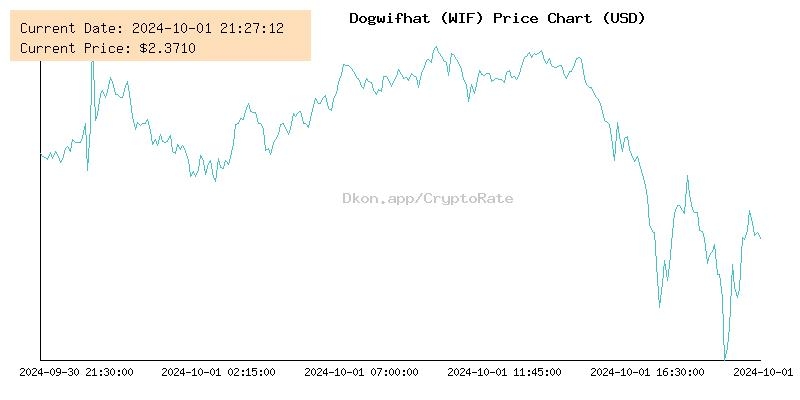 Dogwifhat (WIF) Price Chart (USD)
Current Date: 2024-10-01 21:27:12
Current Price: $2.3710
Dkon.app/CryptoRate
2024-09-30 21:30:00 2024-10-01 02:15:00 2024-10-01 07:00:00 2024-10-01 11:45:00 2024-10-01 16:30:00 2024-10-01